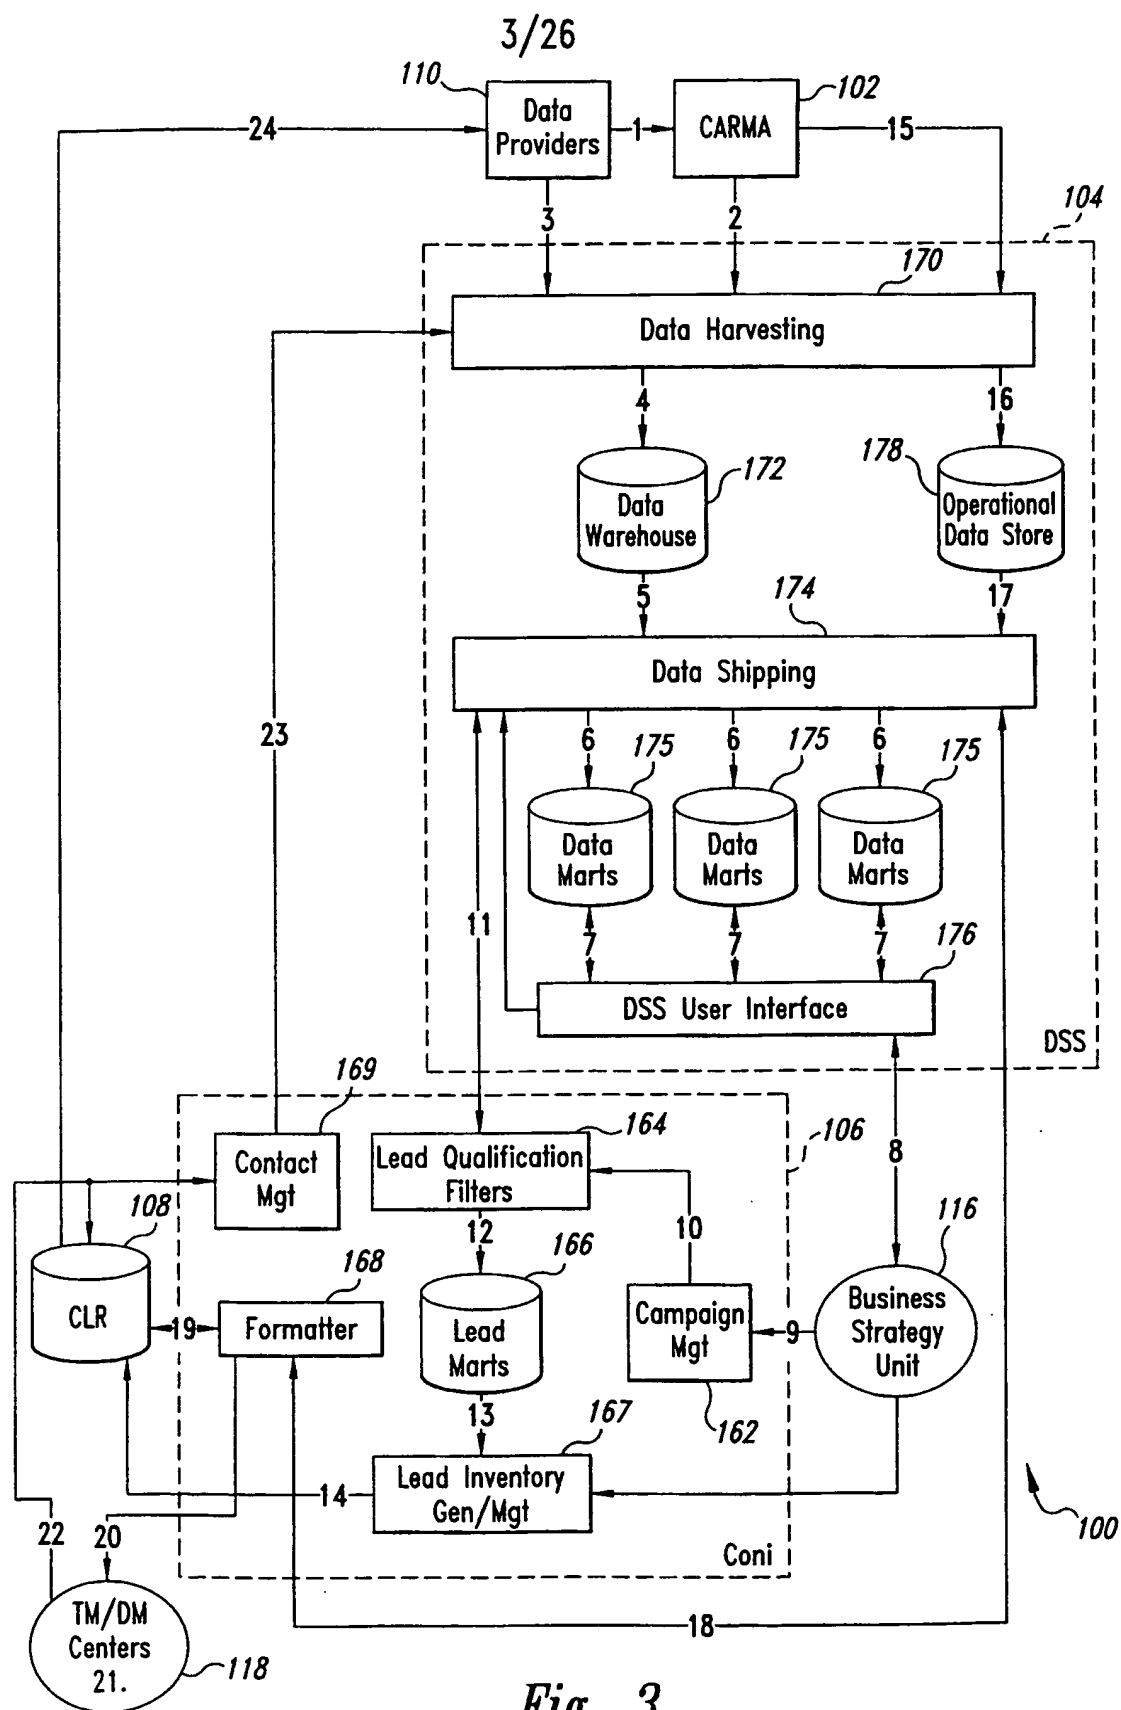 3/26
110
Data
Providers
1
CARMA
102
24
15
3
2
104
170
Data Harvesting
4
16
Data
Warehouse
172
178
Operational
Data Store
5
17
174
Data Shipping
23
6
175
6
175
6
175
Data
Marts
Data
Marts
Data
Marts
11
7
7
7
176
DSS User Interface
DSS
169
Contact
Mgt
164
Lead Qualification
Filters
106
8
108
CLR
12
10
116
168
Formatter
19
166
Lead
Marts
Campaign
Mgt
162
9
Business
Strategy
Unit
13
167
Lead Inventory
Gen/Mgt
14
100
22
20
Coni
TM/DM
Centers
21.
118
18
Fig. 3